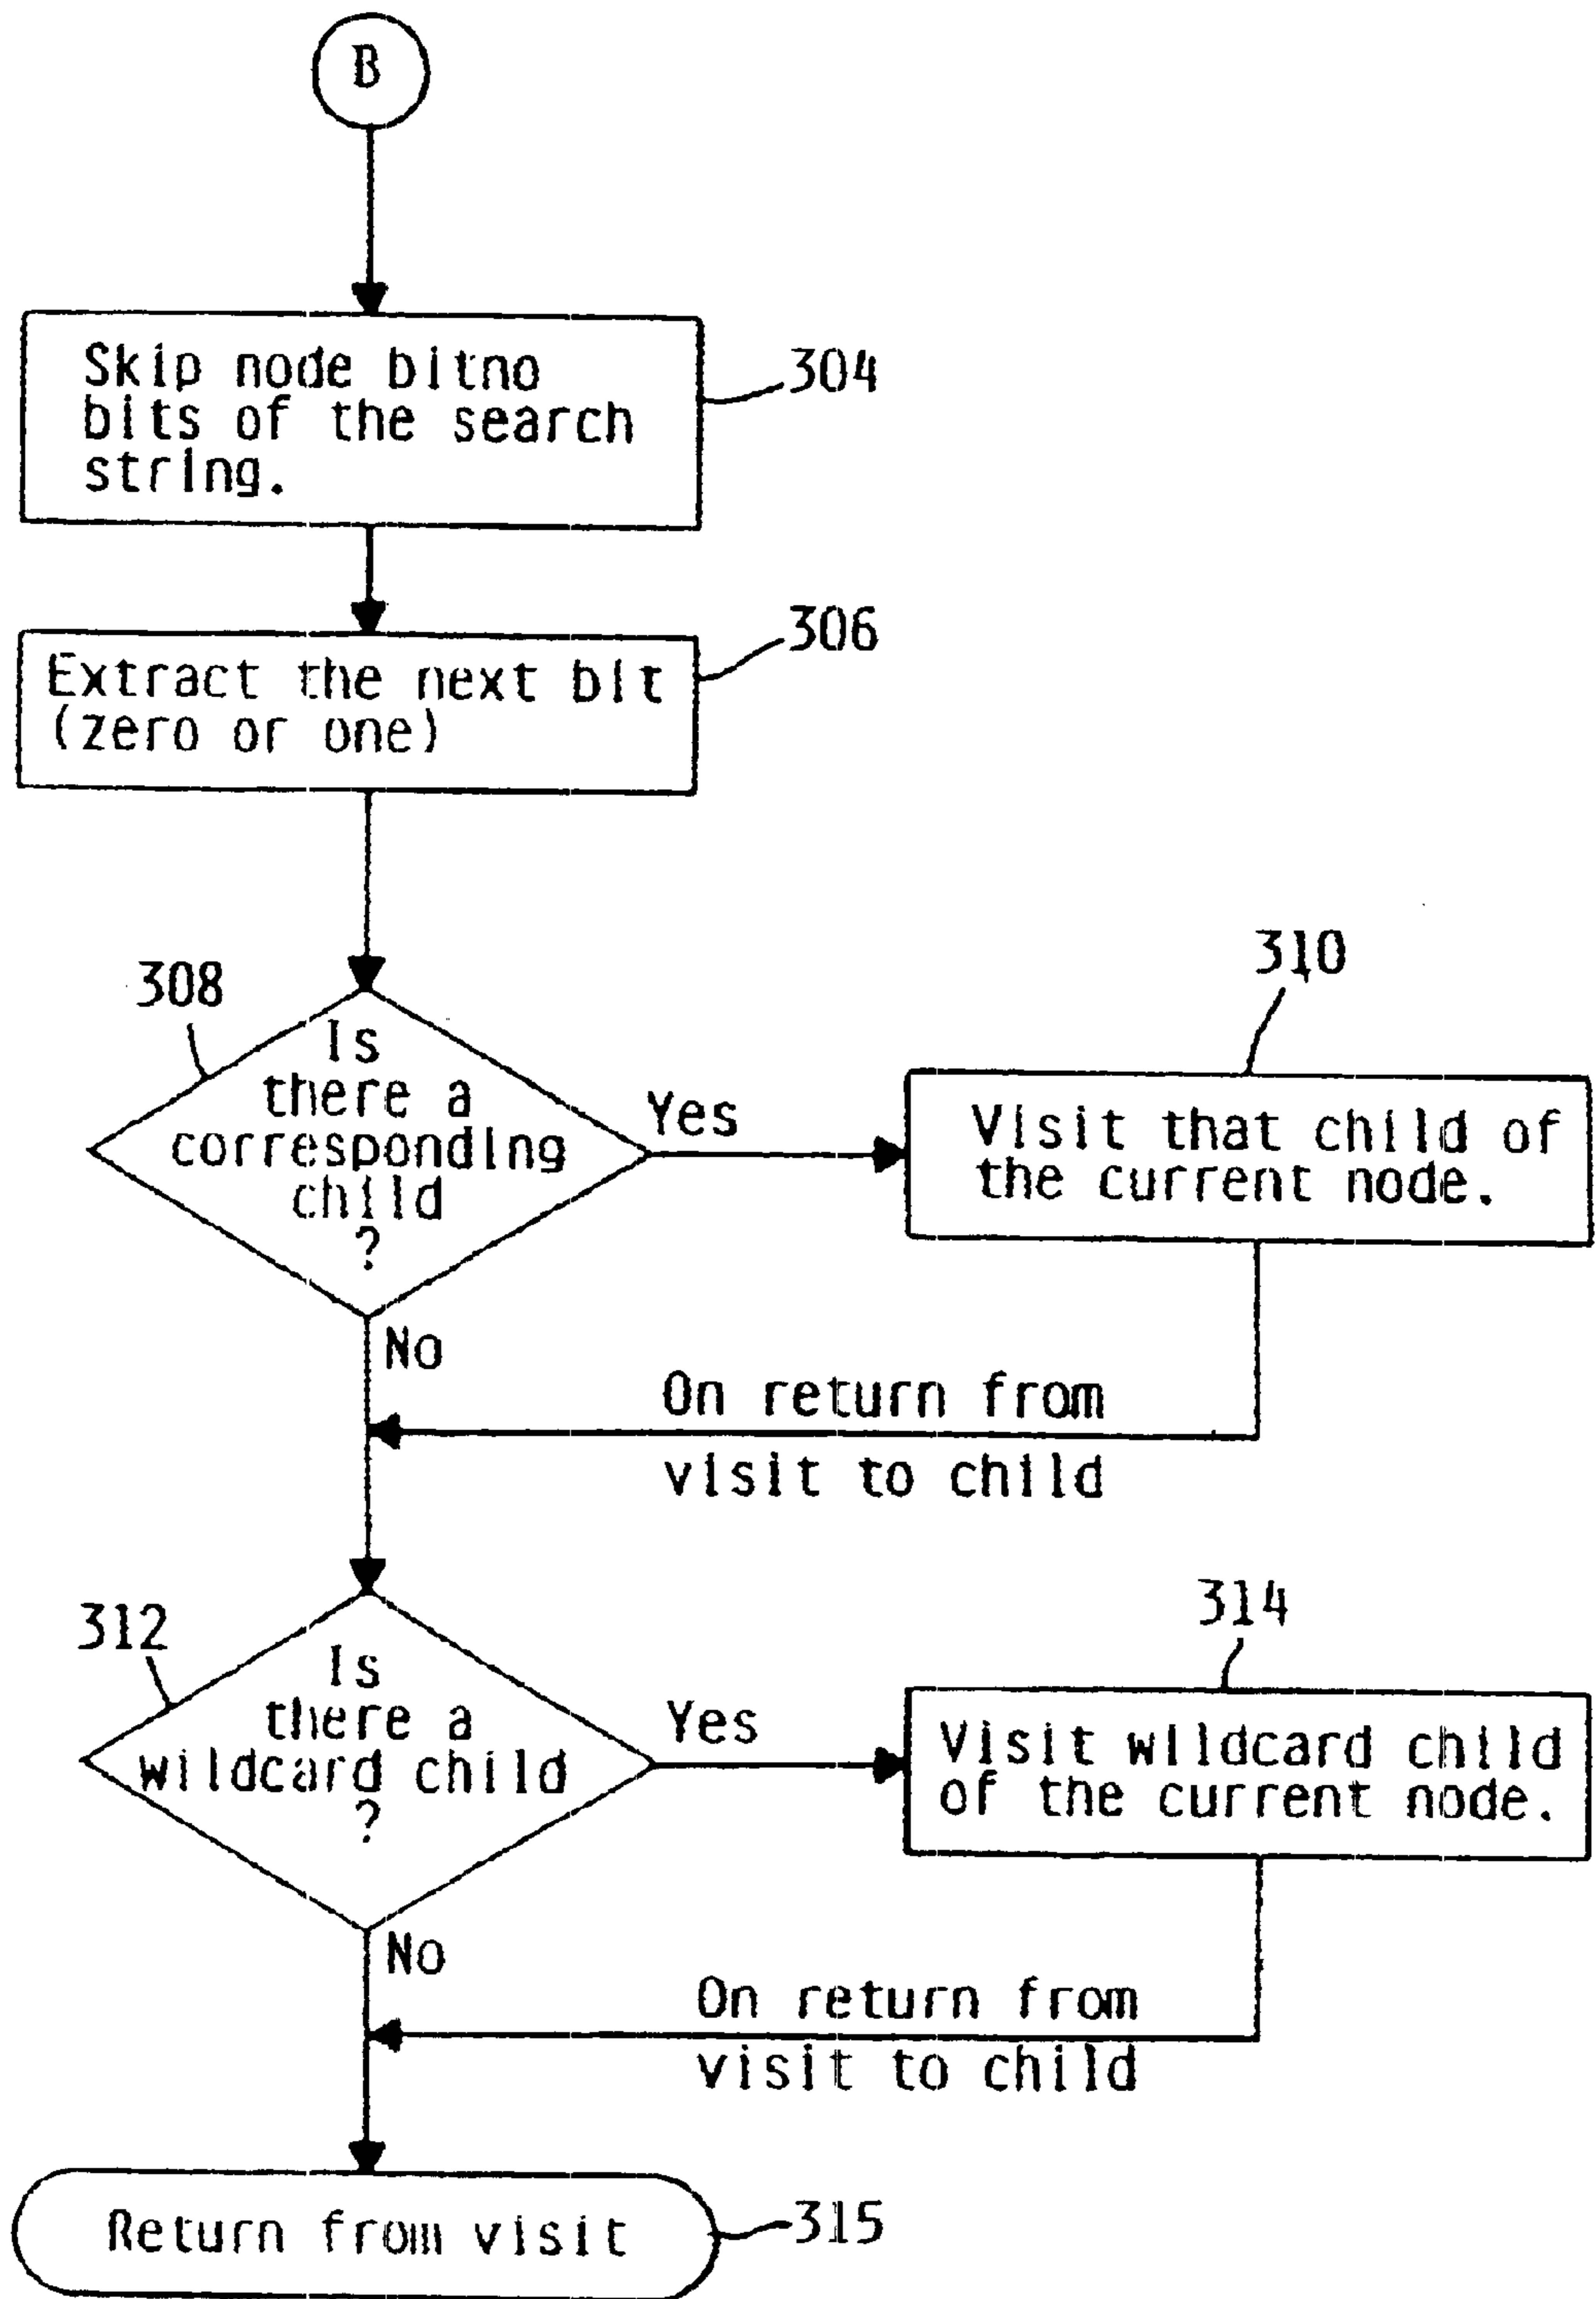 B
Skip node bitno
bits of the search
string.
304
306
Extract the next bit
(zero or one)
308
Is
there a
corresponding
child
?
Yes
310
Visit that child of
the current node.
No
On return from
visit to child
312
Is
there a
wildcard child
?
Yes
314
Visit wildcard child
of the current node.
No
On return from
visit to child
Return from visit
315